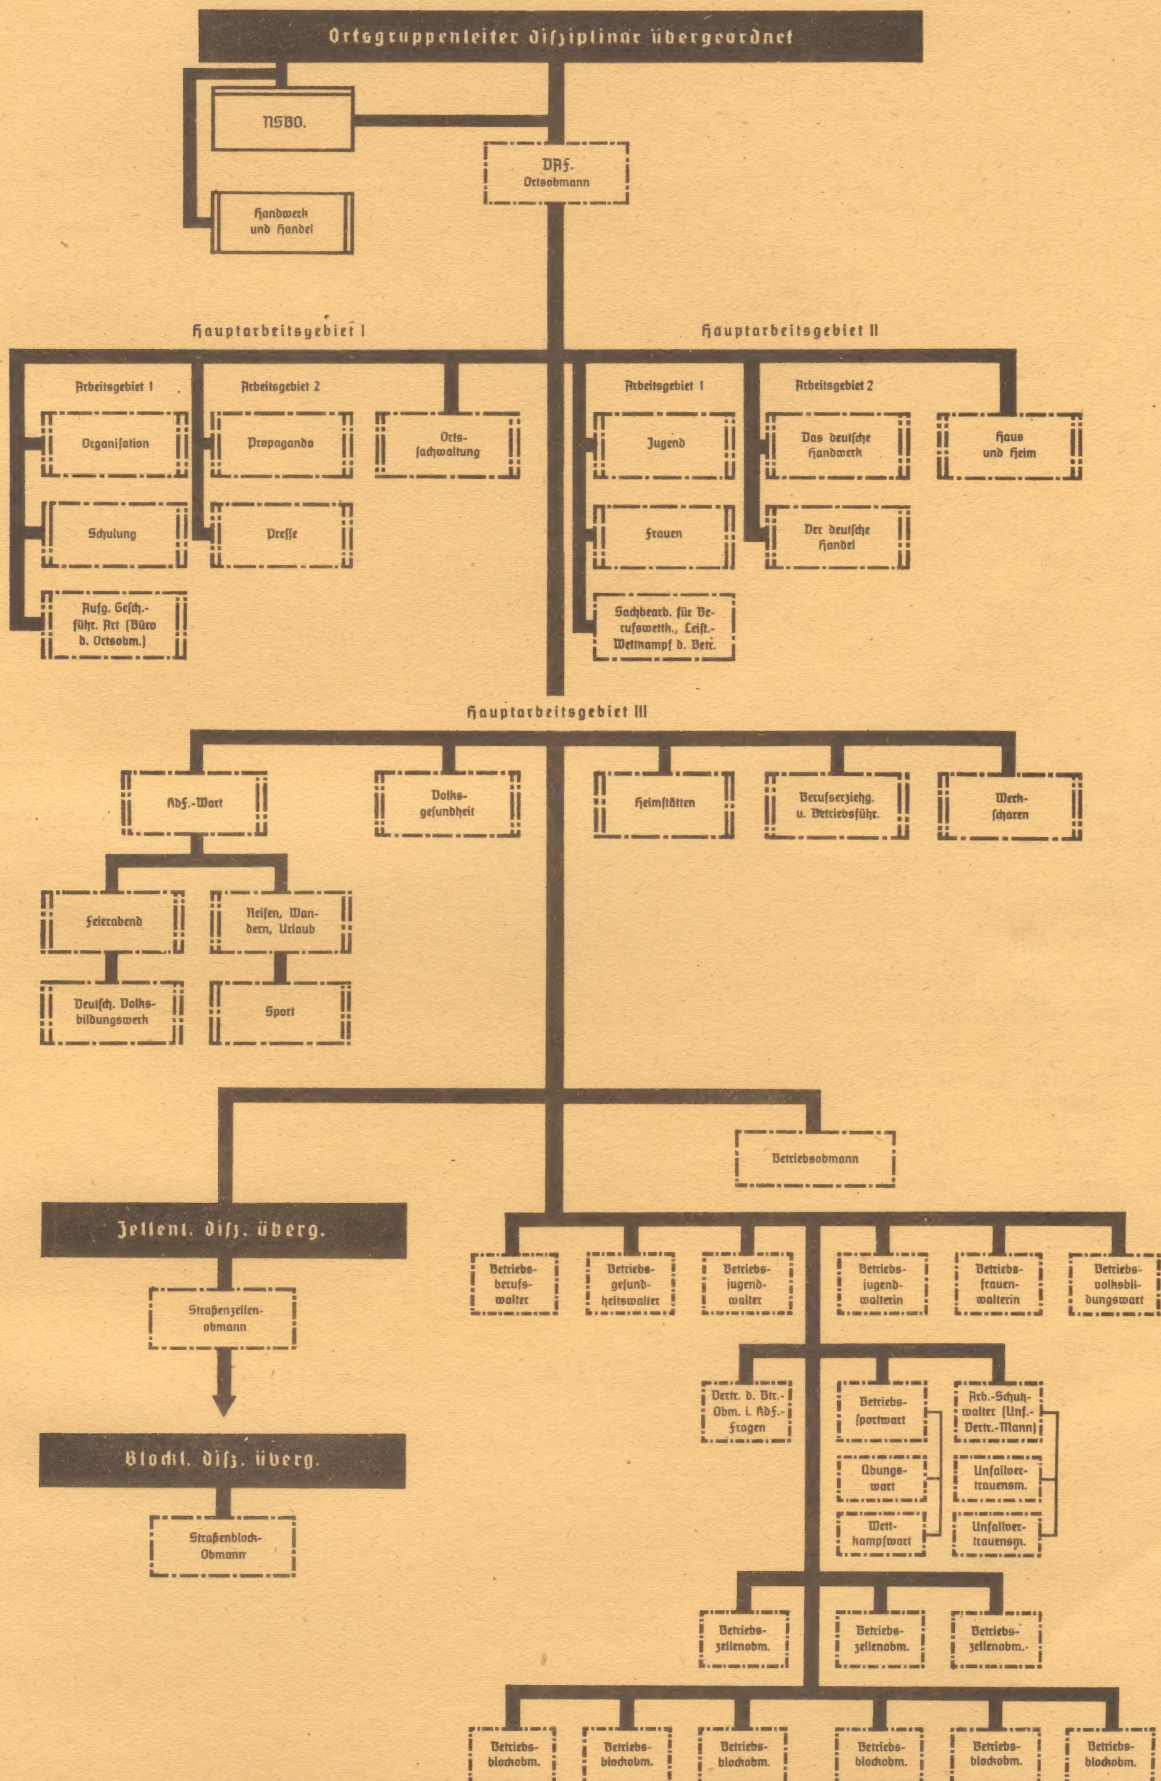 Ortsgruppenleiter disziplinar übergeordnet
NSBO.
DAF.
Ortsobmann
Handwerk
und Handel
Hauptarbeitsgebiet I
Hauptarbeitsgebiet II
Arbeitsgebiet 1
Arbeitsgebiet 2
Arbeitsgebiet 1
Arbeitsgebiet 2
Organisation
Propaganda
Orts-
sachwaltung
Jugend
Das deutsche
Handwerk
Haus
und Heim
Schulung
Presse
Frauen
Der deutsche
Handel
Aufg. Gesch.-
führ. Art (Büro
d. Ortsobm.)
Sachbearb. für Be-
rufswettk., Leist.-
Wettkampf d. Betr.
Hauptarbeitsgebiet III
KdF.-Wart
Volks-
gesundheit
Heimstätten
Berufserziehg.
u. Betriebsführ.
Werk-
scharen
Feierabend
Reisen, Wan-
dern, Urlaub
Deutsch. Volks-
bildungswerk
Sport
Betriebsobmann
Zellenl. disz. überg.
Straßenzellen-
obmann
Betriebs-
berufs-
walter
Betriebs-
gesund-
heitswalter
Betriebs-
jugend-
walter
Betriebs-
jugend-
walterin
Betriebs-
frauen-
walterin
Betriebs-
volksbil-
dungswart
Vertr. d. Btr.-
Obm. i. KdF.-
Fragen
Betriebs-
sportwart
Arb.-Schutz-
walter (Unf.-
Vertr.-Mann)
Blockl. disz. überg.
Straßenblock-
Obmann
Übungs-
wart
Unfallver-
trauensm.
Wett-
kampfwart
Unfallver-
trauensm.
Betriebs-
zellenobm.
Betriebs-
zellenobm.
Betriebs-
zellenobm.
Betriebs-
blockobm.
Betriebs-
blockobm.
Betriebs-
blockobm.
Betriebs-
blockobm.
Betriebs-
blockobm.
Betriebs-
blockobm.